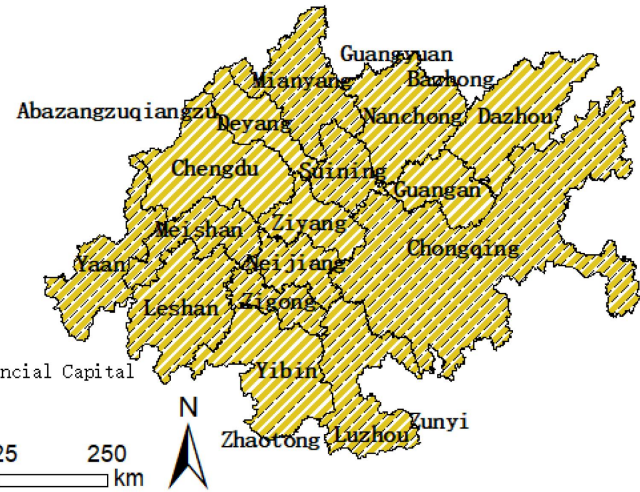 Guangyuan
Mianyang
Bazhong
Abazangzuqiangzu
Deyang
Nanchong
Dazhou
Chengdu
Suining
Guangan
Meishan
Ziyang
Chongqing
Yaan
Neijiang
Leshan
Zigong
ncial Capital
Yibin
N
Zunyi
Zhaotong
Luzhou
25
250
km